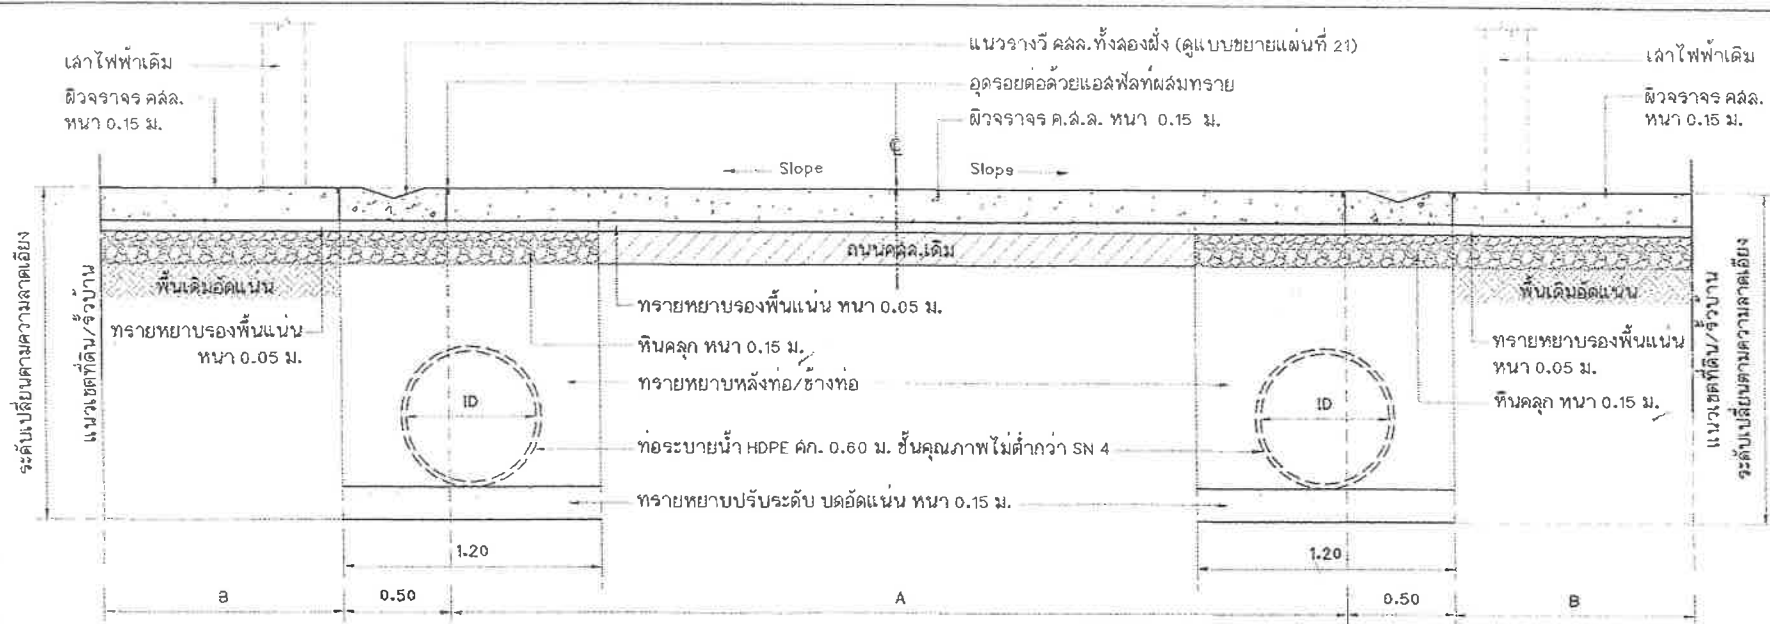 แนวรางวี คสล.ทั้งสองฝั่ง (ดูแบบขยายแผ่นที่ 21)
อุดรอยต่อด้วยแอสฟัลท์ผสมทราย
ผิวจราจร ค.ส.ล. หนา 0.15 ม.
เสาไฟฟ้าเดิม
ผิวจราจร คสล.
หนา 0.15 ม.
เสาไฟฟ้าเดิม
ผิวจราจร คสล.
หนา 0.15 ม.
Slope
Slope
ถนนคสล.เดิม
พื้นเดิมอัดแน่น
พื้นเดิมอัดแน่น
ทรายหยาบรองพื้นแน่น
หนา 0.05 ม.
ทรายหยาบรองพื้นแน่น หนา 0.05 ม.
หินคลุก หนา 0.15 ม.
ทรายหยาบหลังท่อ/ข้างท่อ
ท่อระบายน้ำ HDPE ศก. 0.60 ม. ชั้นคุณภาพไม่ต่ำกว่า SN 4
ทรายหยาบปรับระดับ บดอัดแน่น หนา 0.15 ม.
ทรายหยาบรองพื้นแน่น
หนา 0.05 ม.
หินคลุก หนา 0.15 ม.
ID
ID
ระดับเปลี่ยนตามความลาดเอียง
แนวเขตที่ดิน/รั้วบ้าน
แนวเขตที่ดิน/รั้วบ้าน
ระดับเปลี่ยนตามความลาดเอียง
1.20
1.20
B
0.50
A
0.50
B